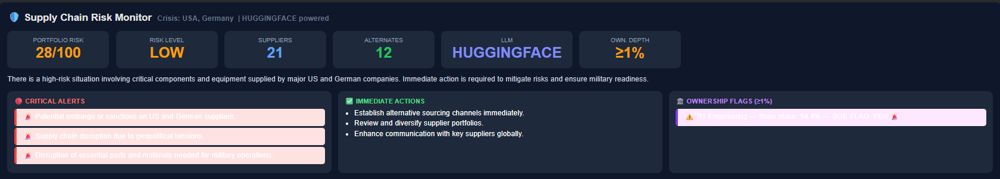 Supply Chain Risk Monitor Crisis: USA, Germany | HUGGINGFACE powered
PORTFOLIO RISK
28/100
RISK LEVEL
LOW
SUPPLIERS
21
ALTERNATES
12
LLM
HUGGINGFACE
OWN. DEPTH
≥1%
There is a high-risk situation involving critical components and equipment supplied by major US and German companies. Immediate action is required to mitigate risks and ensure military readiness.
CRITICAL ALERTS
Potential embargo or sanctions on US and German suppliers.
Supply chain disruption due to geopolitical tensions.
Disruption of essential parts and materials needed for military operations.
IMMEDIATE ACTIONS
• Establish alternative sourcing channels immediately.
• Review and diversify supplier portfolios.
• Enhance communication with key suppliers globally.
OWNERSHIP FLAGS (≥1%)
ST Engineering — State stake: 54.4% — SOE FLAG: YES